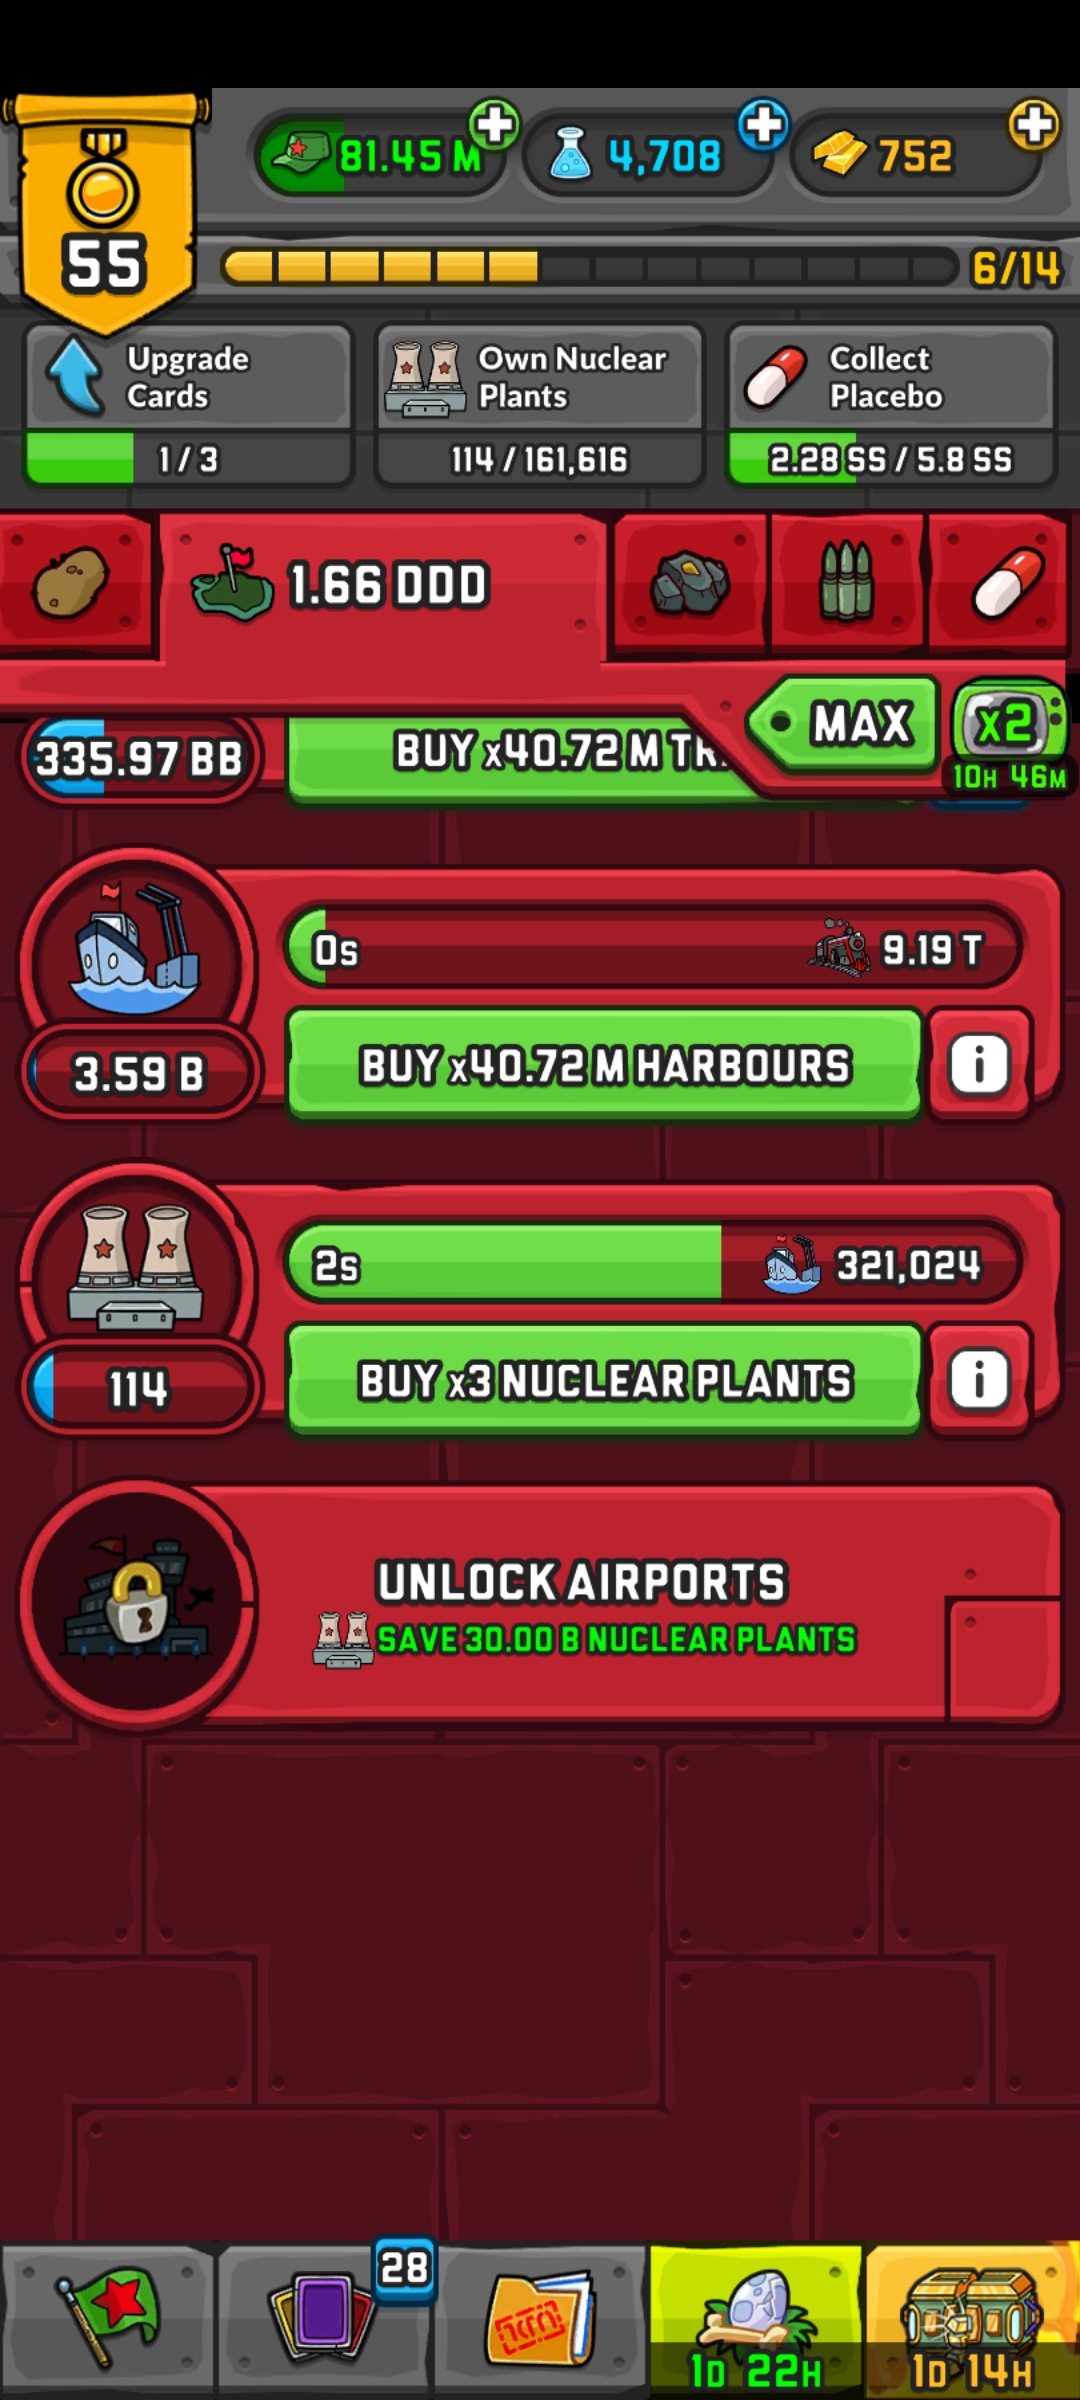 81.45 M
4,708
752
55
6/14
Upgrade
Cards
1 / 3
Own Nuclear
Plants
114 / 161,616
Collect
Placebo
2.28 SS / 5.8 SS
1.66 DDD
MAX
x2
10H 46M
335.97 BB
BUY x40.72 M
0s
9.19 T
3.59 B
BUY x40.72 M HARBOURS
i
2s
321,024
114
BUY x3 NUCLEAR PLANTS
i
UNLOCK AIRPORTS
SAVE 30.00 B NUCLEAR PLANTS
28
1D 22H
1D 14H